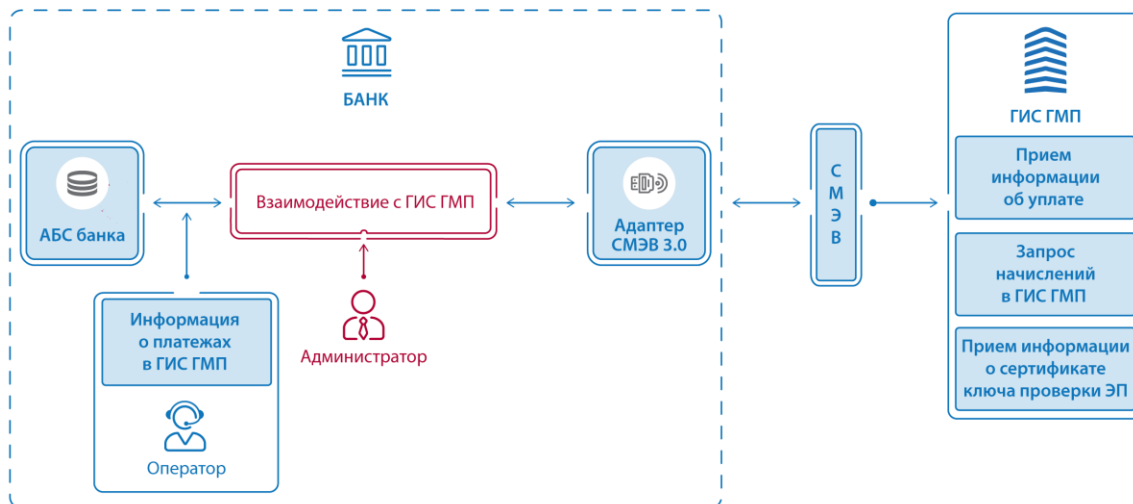 БАНК
АБС банка
Взаимодействие с ГИС ГМП
Адаптер
СМЭВ 3.0
Информация
о платежах
в ГИС ГМП
Оператор
Администратор
С
М
Э
В
ГИС ГМП
Прием
информации
об уплате
Запрос
начислений
в ГИС ГМП
Прием информации
о сертификате
ключа проверки ЭП